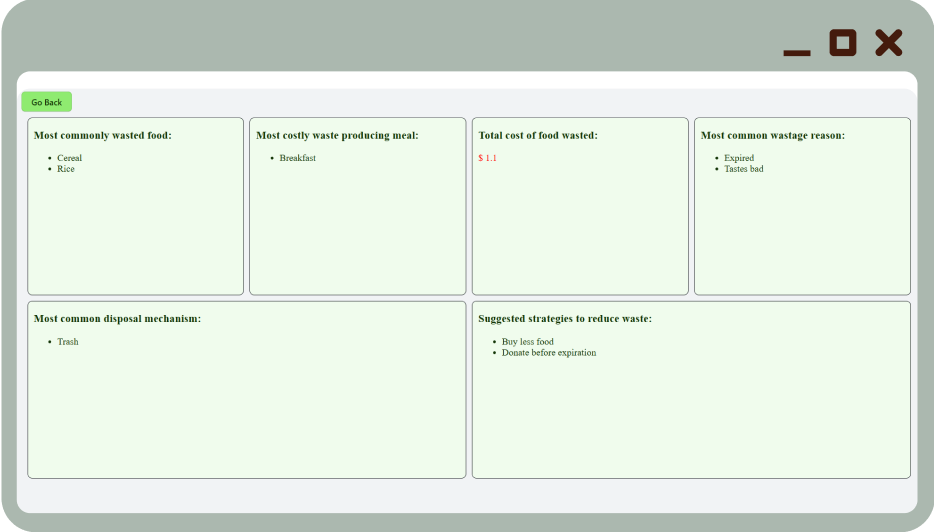 Go Back
Most commonly wasted food:
Cereal
Rice
Most costly waste producing meal:
Breakfast
Total cost of food wasted:
$ 1.1
Most common wastage reason:
Expired
Tastes bad
Most common disposal mechanism:
Trash
Suggested strategies to reduce waste:
Buy less food
Donate before expiration